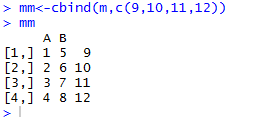 > mm<-cbind(m,c(9,10,11,12))
> mm
     A B
[1,] 1 5  9
[2,] 2 6 10
[3,] 3 7 11
[4,] 4 8 12
>